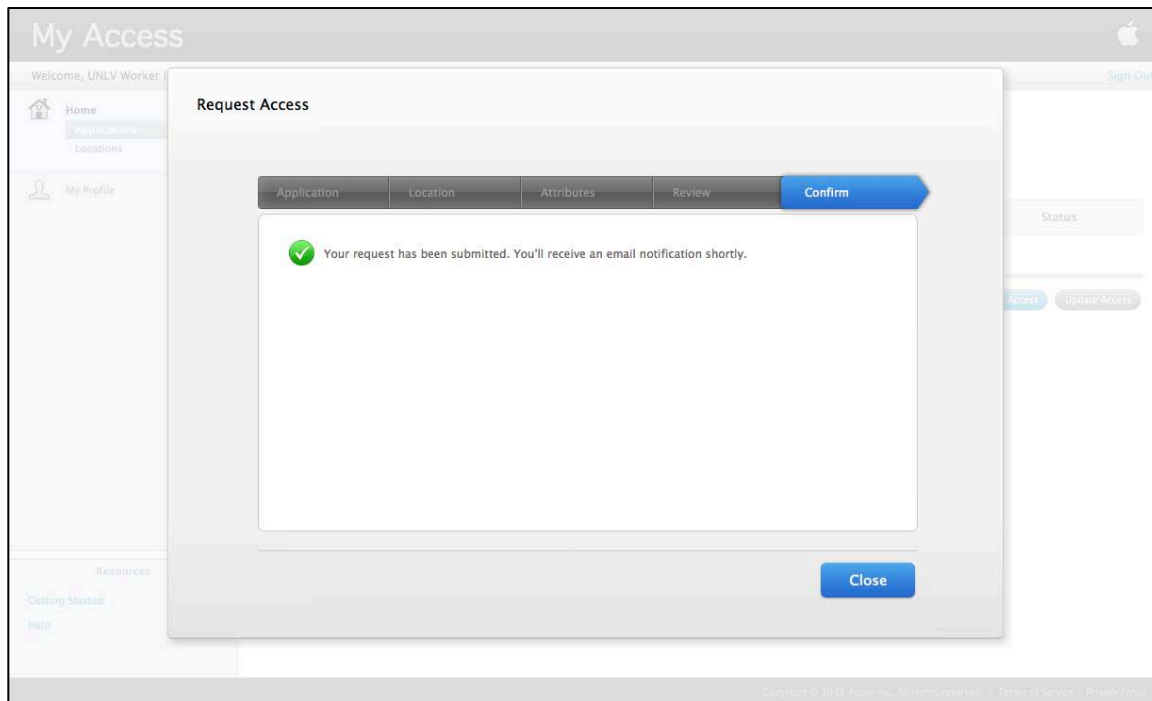 My Access
Welcome, UNLV Worker
Sign Out
Home
Applications
Locations
My Profile
Request Access
Application Location Attributes Review Confirm
Your request has been submitted. You'll receive an email notification shortly.
Status
Access Update Access
Close
Resources
Getting Started
Help
Copyright © 2012 Apple Inc. All rights reserved. | Terms of Service | Privacy Policy